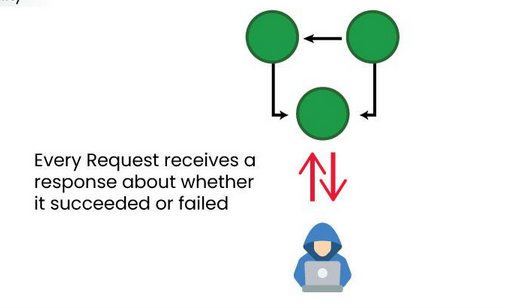 Every Request receives a
response about whether
it succeeded or failed